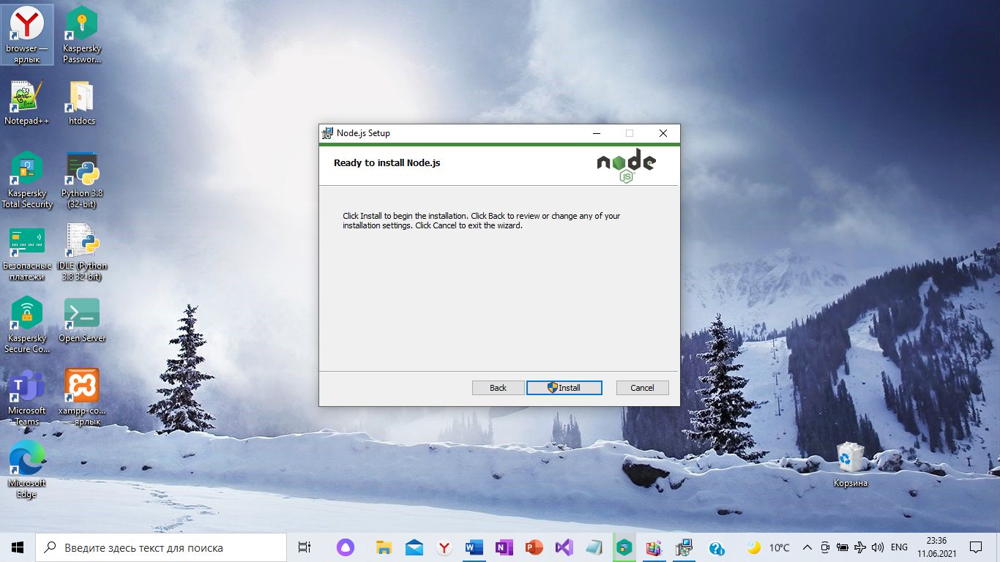 browser —
ярлык
Kaspersky
Passwor...
Notepad++
htdocs
Kaspersky
Total Security
Python 3.8
(32-bit)
Безопасные
платежи
IDLE (Python
3.8 32-bit)
Kaspersky
Secure Co...
Open Server
Microsoft
Teams
xampp-co...
— ярлык
Microsoft
Edge
Node.js Setup
Ready to install Node.js
node
JS
Click Install to begin the installation. Click Back to review or change any of your
installation settings. Click Cancel to exit the wizard.
Back
Install
Cancel
Корзина
Введите здесь текст для поиска
10°C
ENG
23:36
11.06.2021